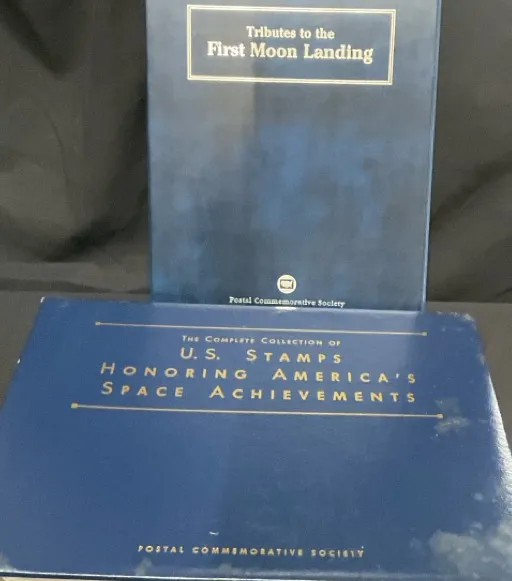 Tributes to the
First Moon Landing
Postal Commemorative Society
The Complete Collection of
U.S. Stamps
Honoring America's
Space Achievements
Postal Commemorative Society